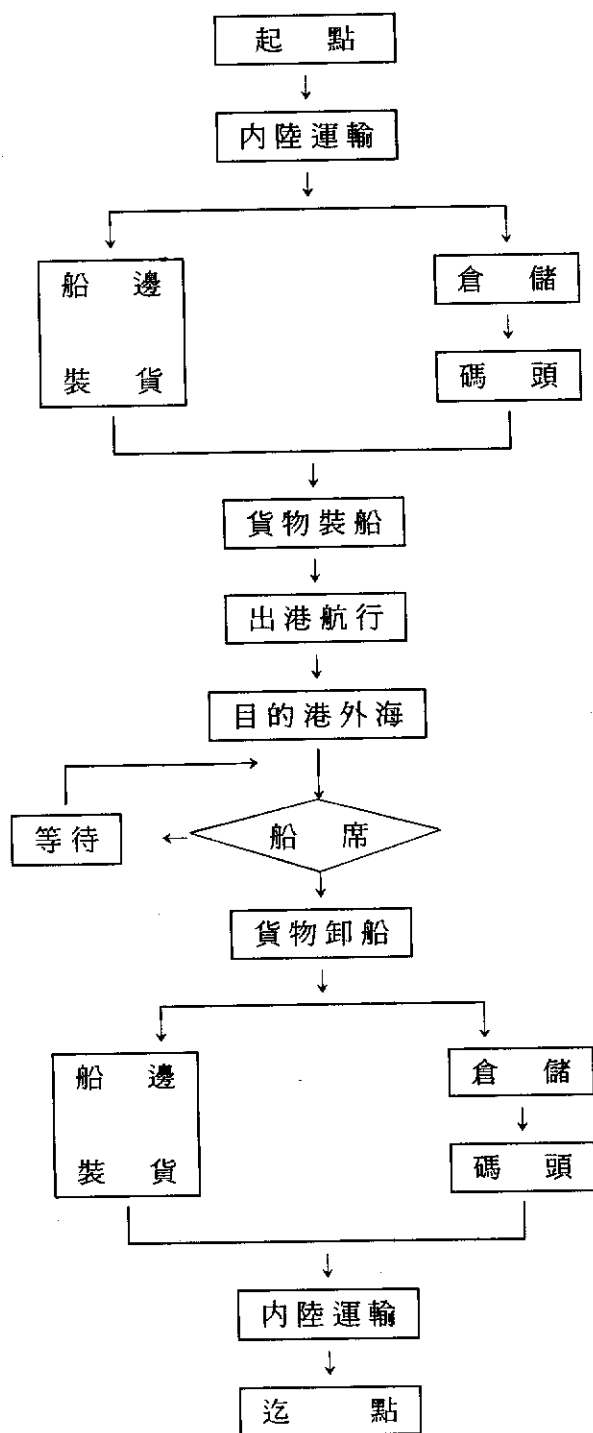 起點
內陸運輸
船邊
裝貨
倉儲
碼頭
貨物裝船
出港航行
目的港外海
船席
等待
貨物卸船
船邊
裝貨
倉儲
碼頭
內陸運輸
迄點